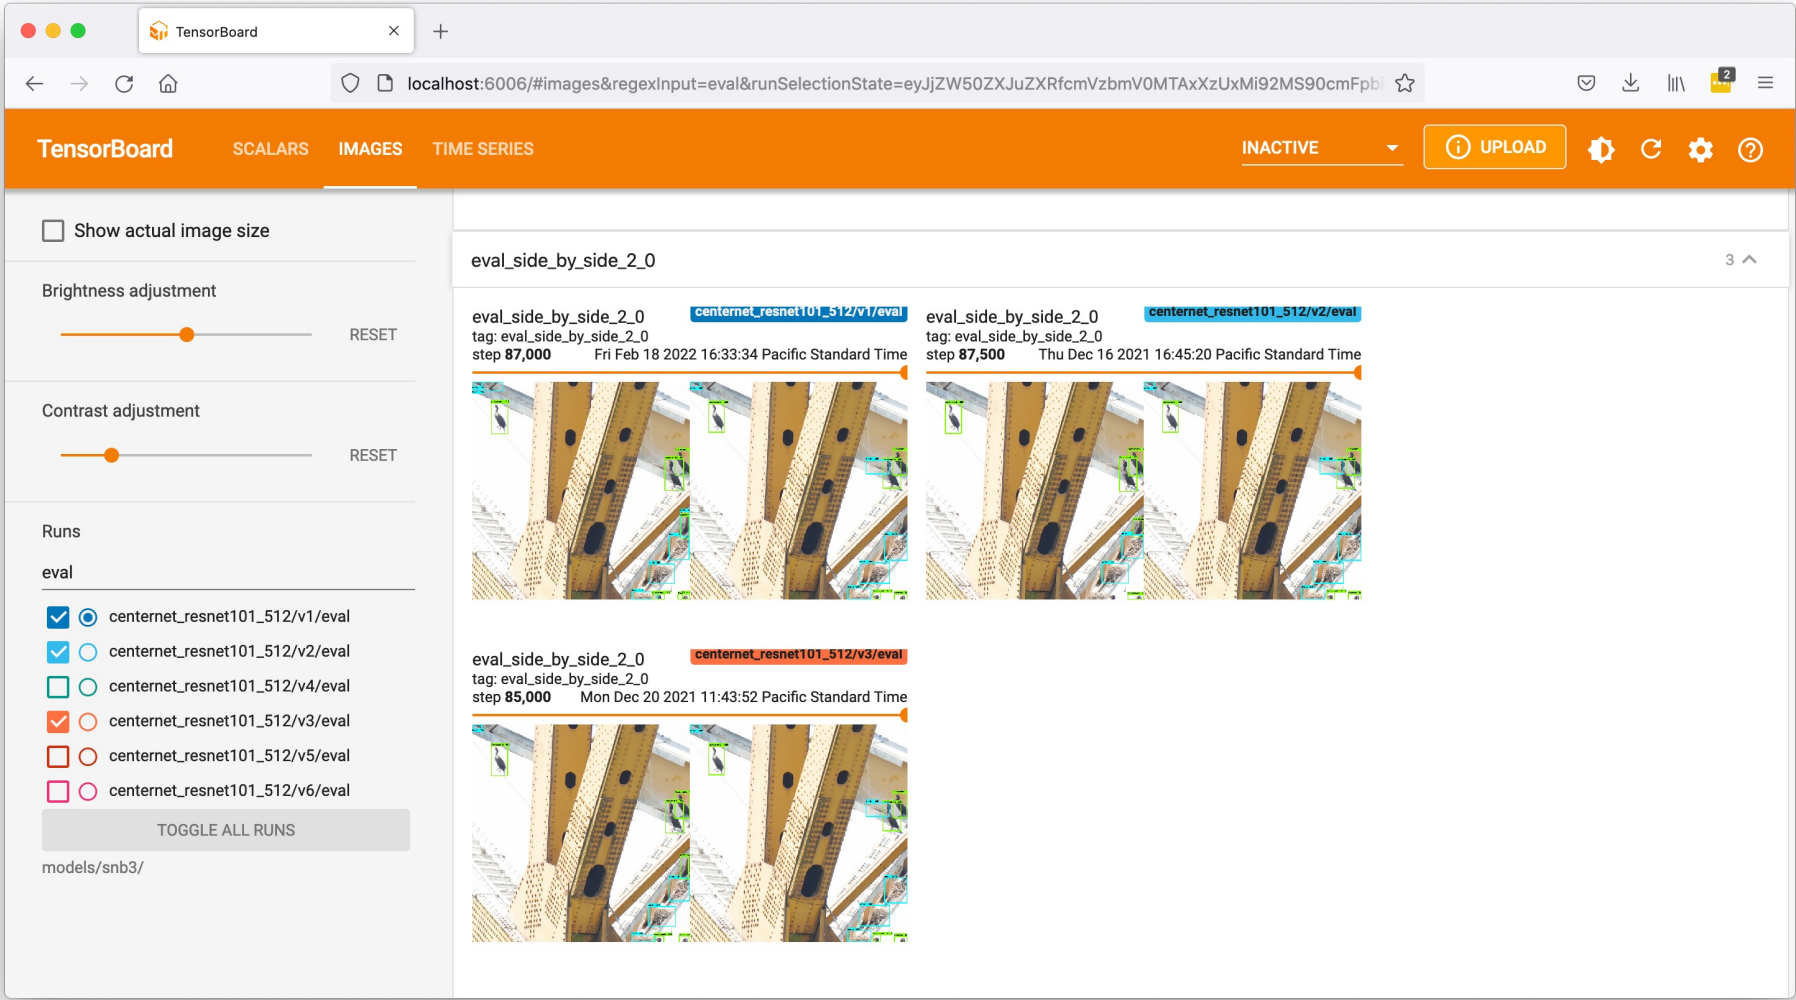 TensorBoard
localhost:6006/#images&regexInput=eval&runSelectionState=eyJjZW50ZXJuZXRfcmVzbmV0MTAxXzUxMi92MS90cmFpbi
2
TensorBoard
SCALARS
IMAGES
TIME SERIES
INACTIVE
UPLOAD
Show actual image size
Brightness adjustment
RESET
Contrast adjustment
RESET
Runs
eval
centernet_resnet101_512/v1/eval
centernet_resnet101_512/v2/eval
centernet_resnet101_512/v4/eval
centernet_resnet101_512/v3/eval
centernet_resnet101_512/v5/eval
centernet_resnet101_512/v6/eval
TOGGLE ALL RUNS
models/snb3/
eval_side_by_side_2_0
3
eval_side_by_side_2_0
centernet_resnet101_512/v1/eval
tag: eval_side_by_side_2_0
step 87,000
Fri Feb 18 2022 16:33:34 Pacific Standard Time
eval_side_by_side_2_0
centernet_resnet101_512/v2/eval
tag: eval_side_by_side_2_0
step 87,500
Thu Dec 16 2021 16:45:20 Pacific Standard Time
eval_side_by_side_2_0
centernet_resnet101_512/v3/eval
tag: eval_side_by_side_2_0
step 85,000
Mon Dec 20 2021 11:43:52 Pacific Standard Time